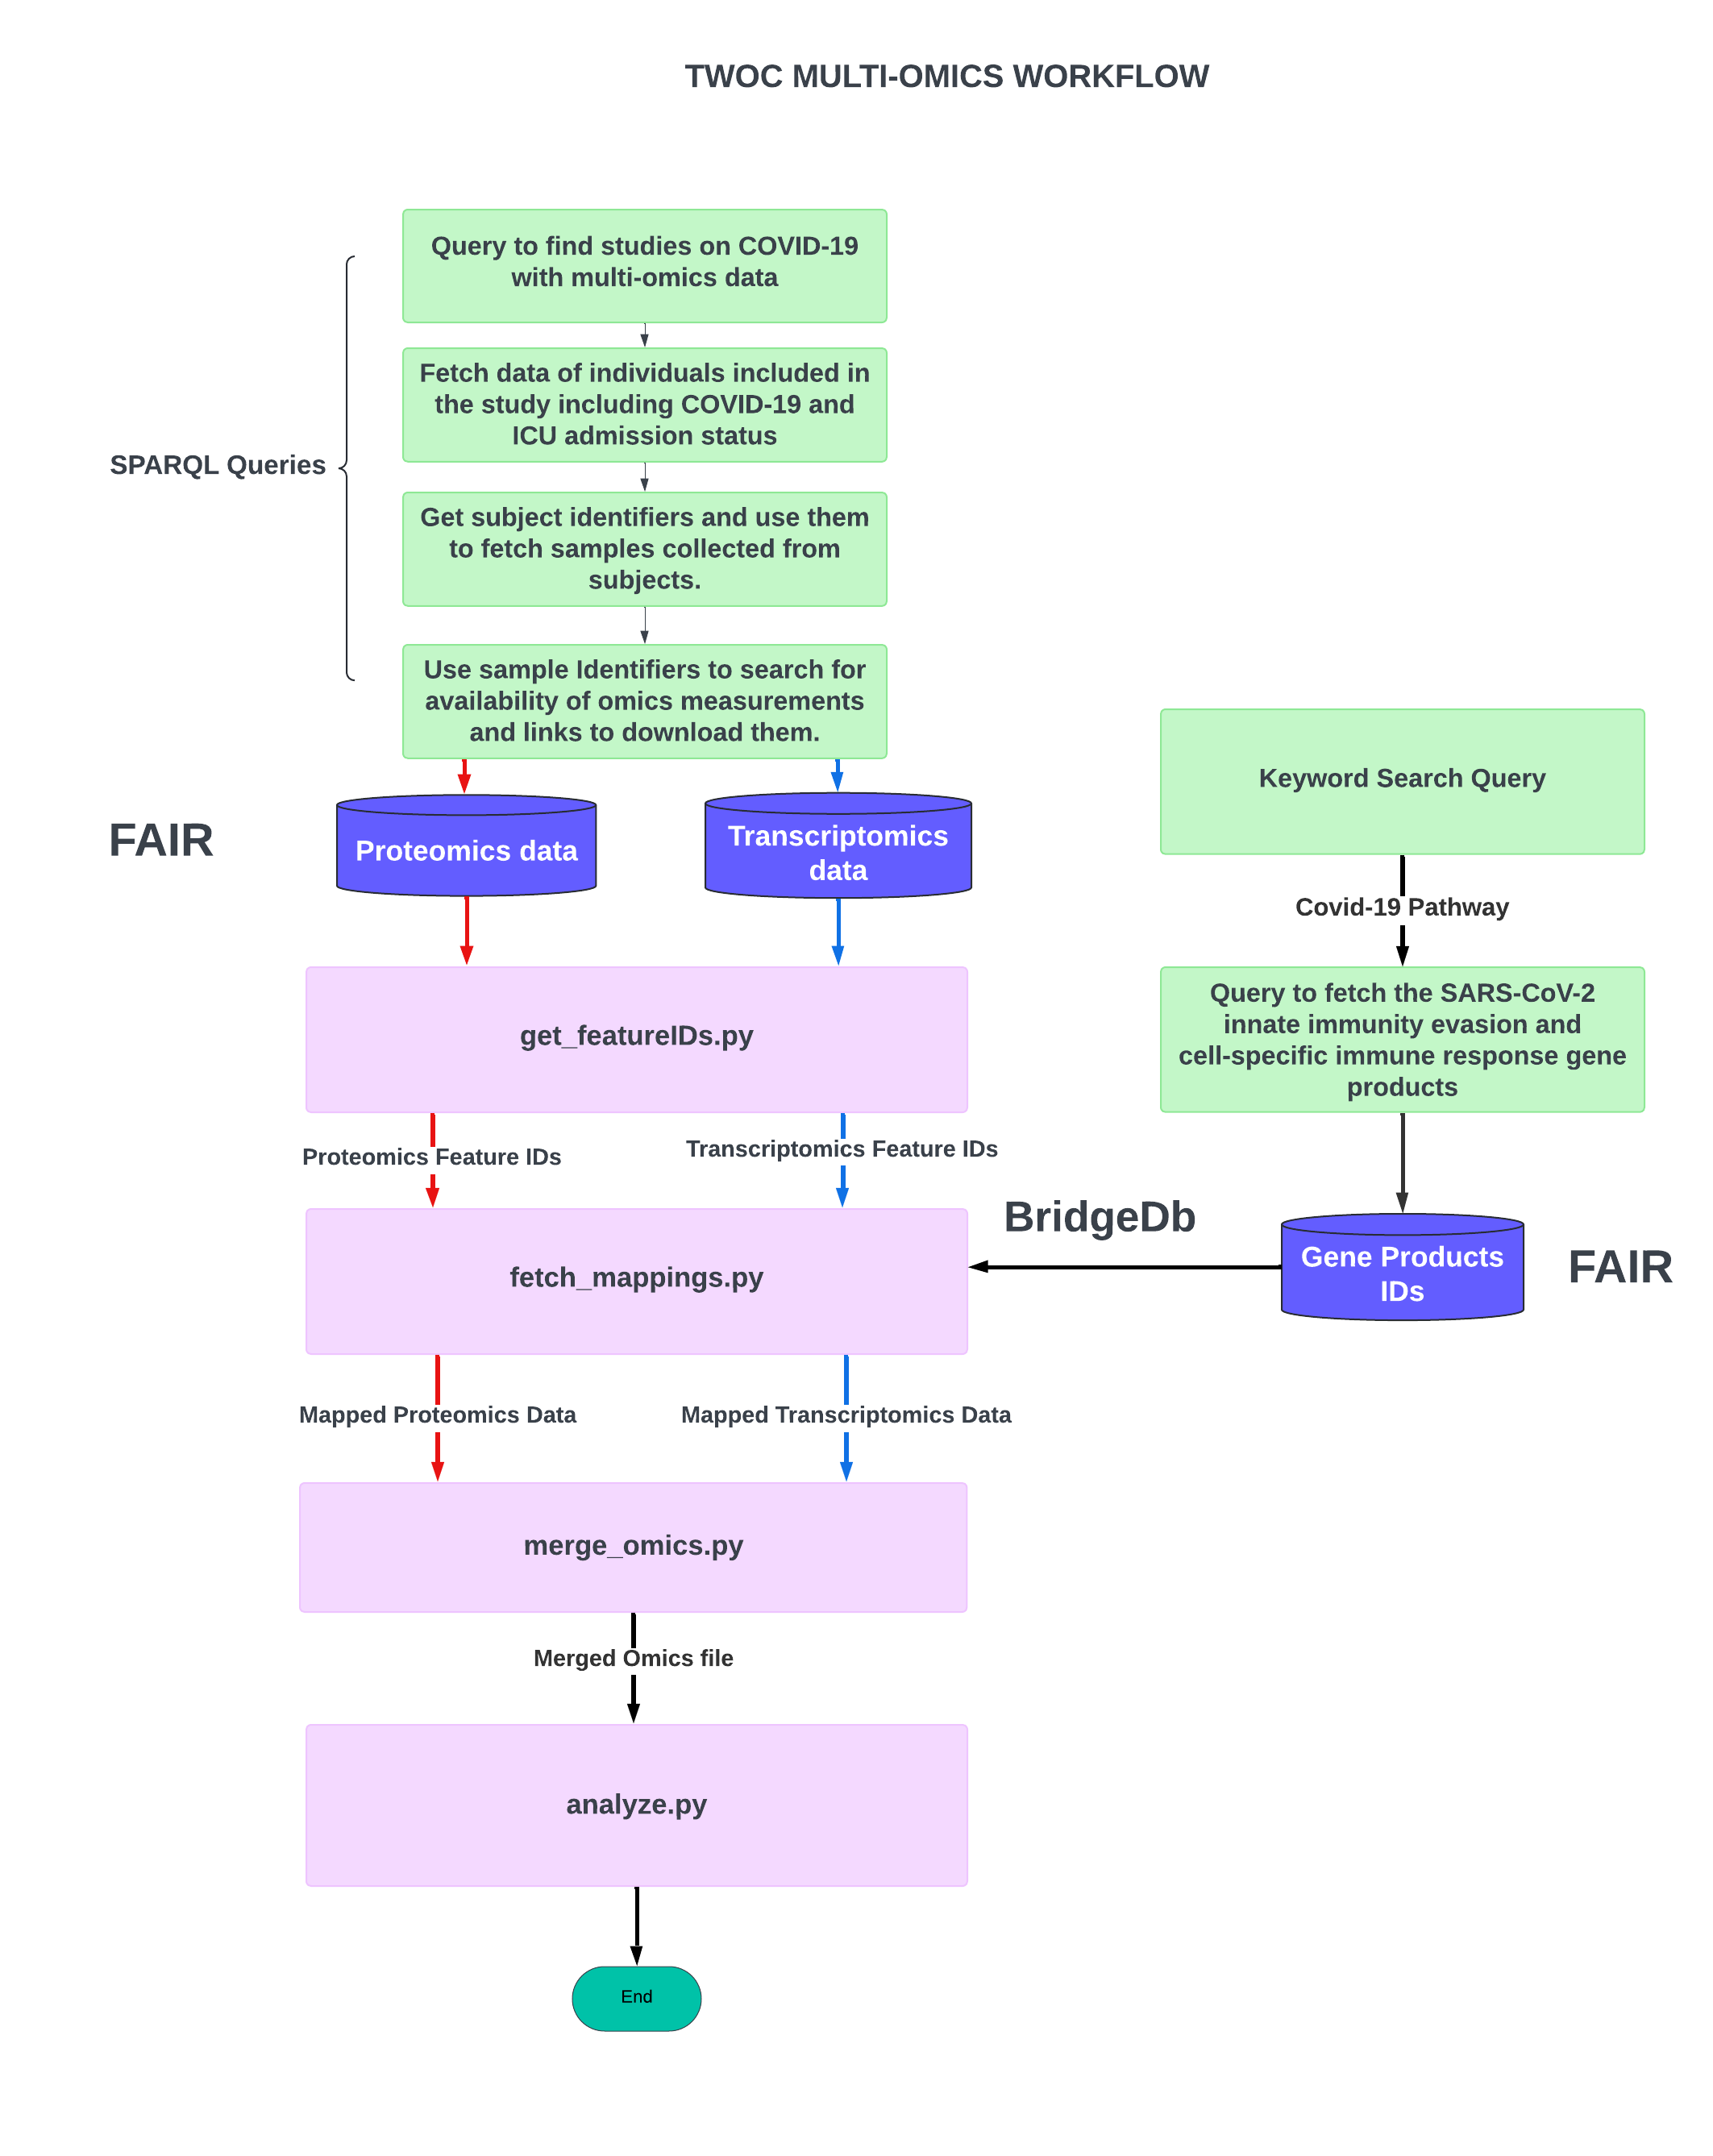 TWOC MULTI-OMICS WORKFLOW
Query to find studies on COVID-19
with multi-omics data
Fetch data of individuals included in
the study including COVID-19 and
ICU admission status
SPARQL Queries
Get subject identifiers and use them
to fetch samples collected from
subjects.
Use sample Identifiers to search for
availability of omics measurements
and links to download them.
Keyword Search Query
FAIR
Proteomics data
Transcriptomics
data
Covid-19 Pathway
get_featureIDs.py
Query to fetch the SARS-CoV-2
innate immunity evasion and
cell-specific immune response gene
products
Proteomics Feature IDs
Transcriptomics Feature IDs
BridgeDb
fetch_mappings.py
Gene Products
IDs
FAIR
Mapped Proteomics Data
Mapped Transcriptomics Data
merge_omics.py
Merged Omics file
analyze.py
End